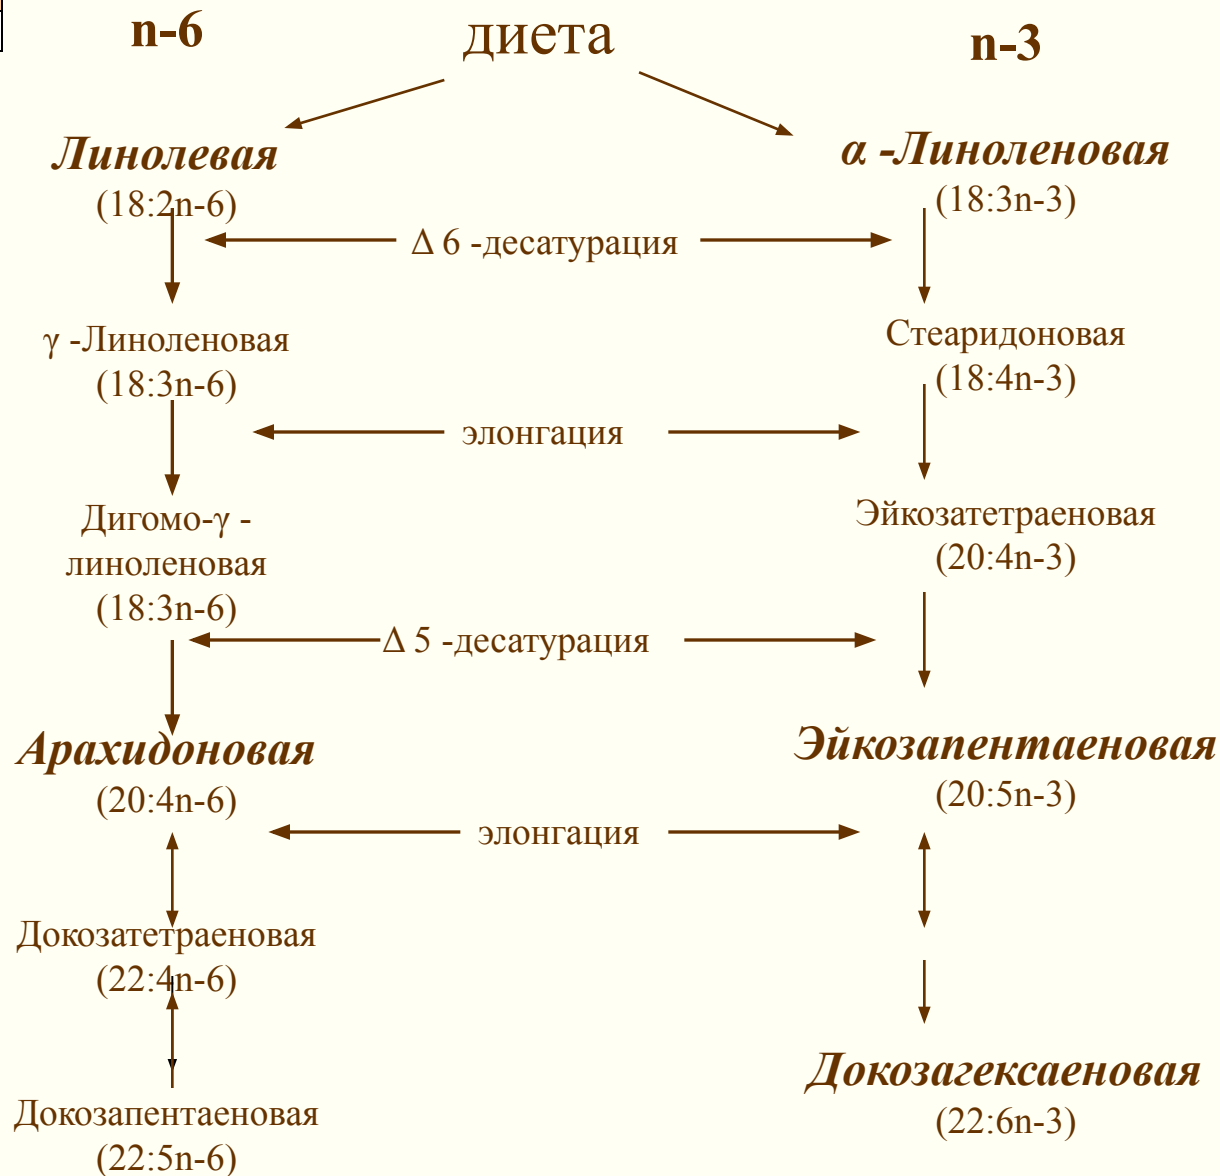 n-6
диета
n-3
Линолевая
(18:2n-6)
α -Линоленовая
(18:3n-3)
Δ 6 -десатурация
γ -Линоленовая
(18:3n-6)
Стеаридоновая
(18:4n-3)
элонгация
Дигомо-γ -
линоленовая
(18:3n-6)
Эйкозатетраеновая
(20:4n-3)
Δ 5 -десатурация
Арахидоновая
(20:4n-6)
Эйкозапентаеновая
(20:5n-3)
элонгация
Докозатетраеновая
(22:4n-6)
Докозапентаеновая
(22:5n-6)
Докозагексаеновая
(22:6n-3)